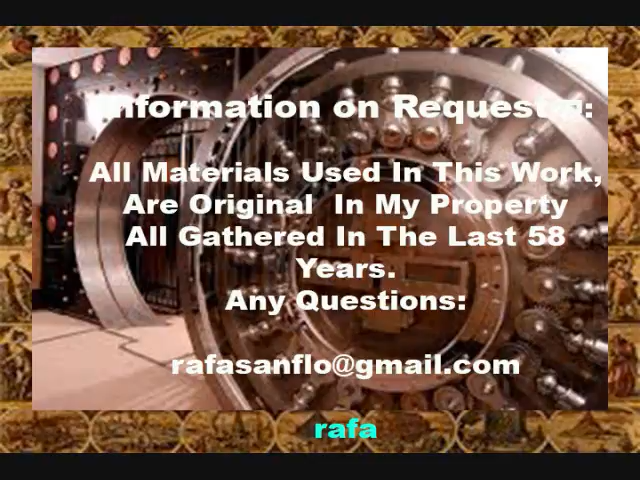 Information on Request
All Materials Used In This Work,
Are Original In My Property
All Gathered In The Last 58
Years.
Any Questions:
rafasanflo@gmail.com
rafa